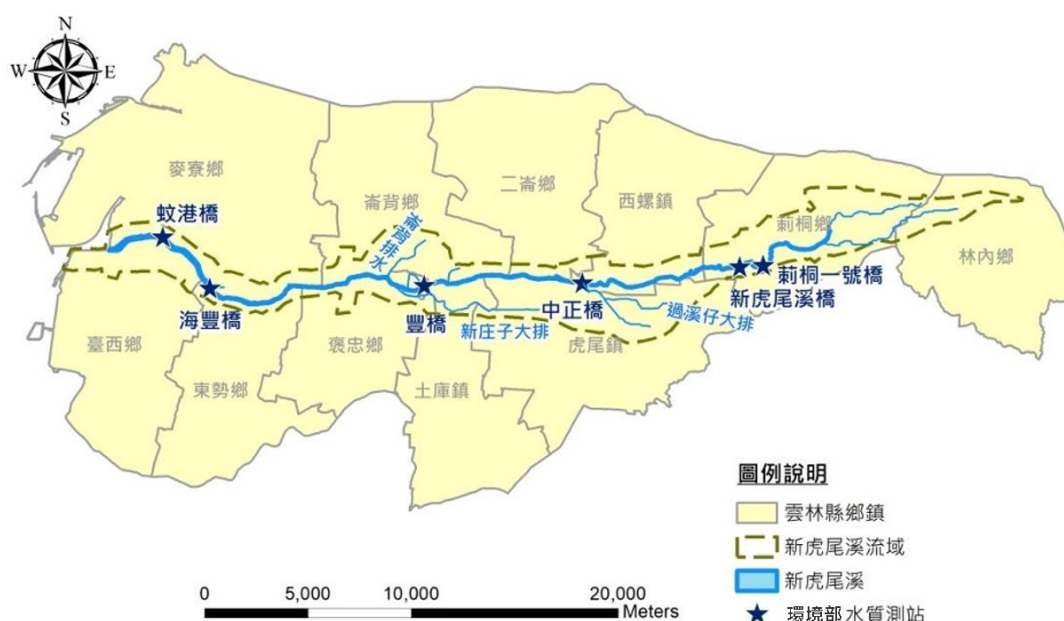 N
W
E
S
麥寮鄉
崙背鄉
二崙鄉
西螺鎮
莿桐鄉
林內鄉
蚊港橋
崙背排水
海豐橋
豐橋
中正橋
新虎尾溪橋
莿桐一號橋
新庄子大排
過溪仔大排
臺西鄉
東勢鄉
褒忠鄉
土庫鎮
虎尾鎮
圖例說明
雲林縣鄉鎮
新虎尾溪流域
新虎尾溪
環境部水質測站
0 5,000 10,000 20,000
Meters